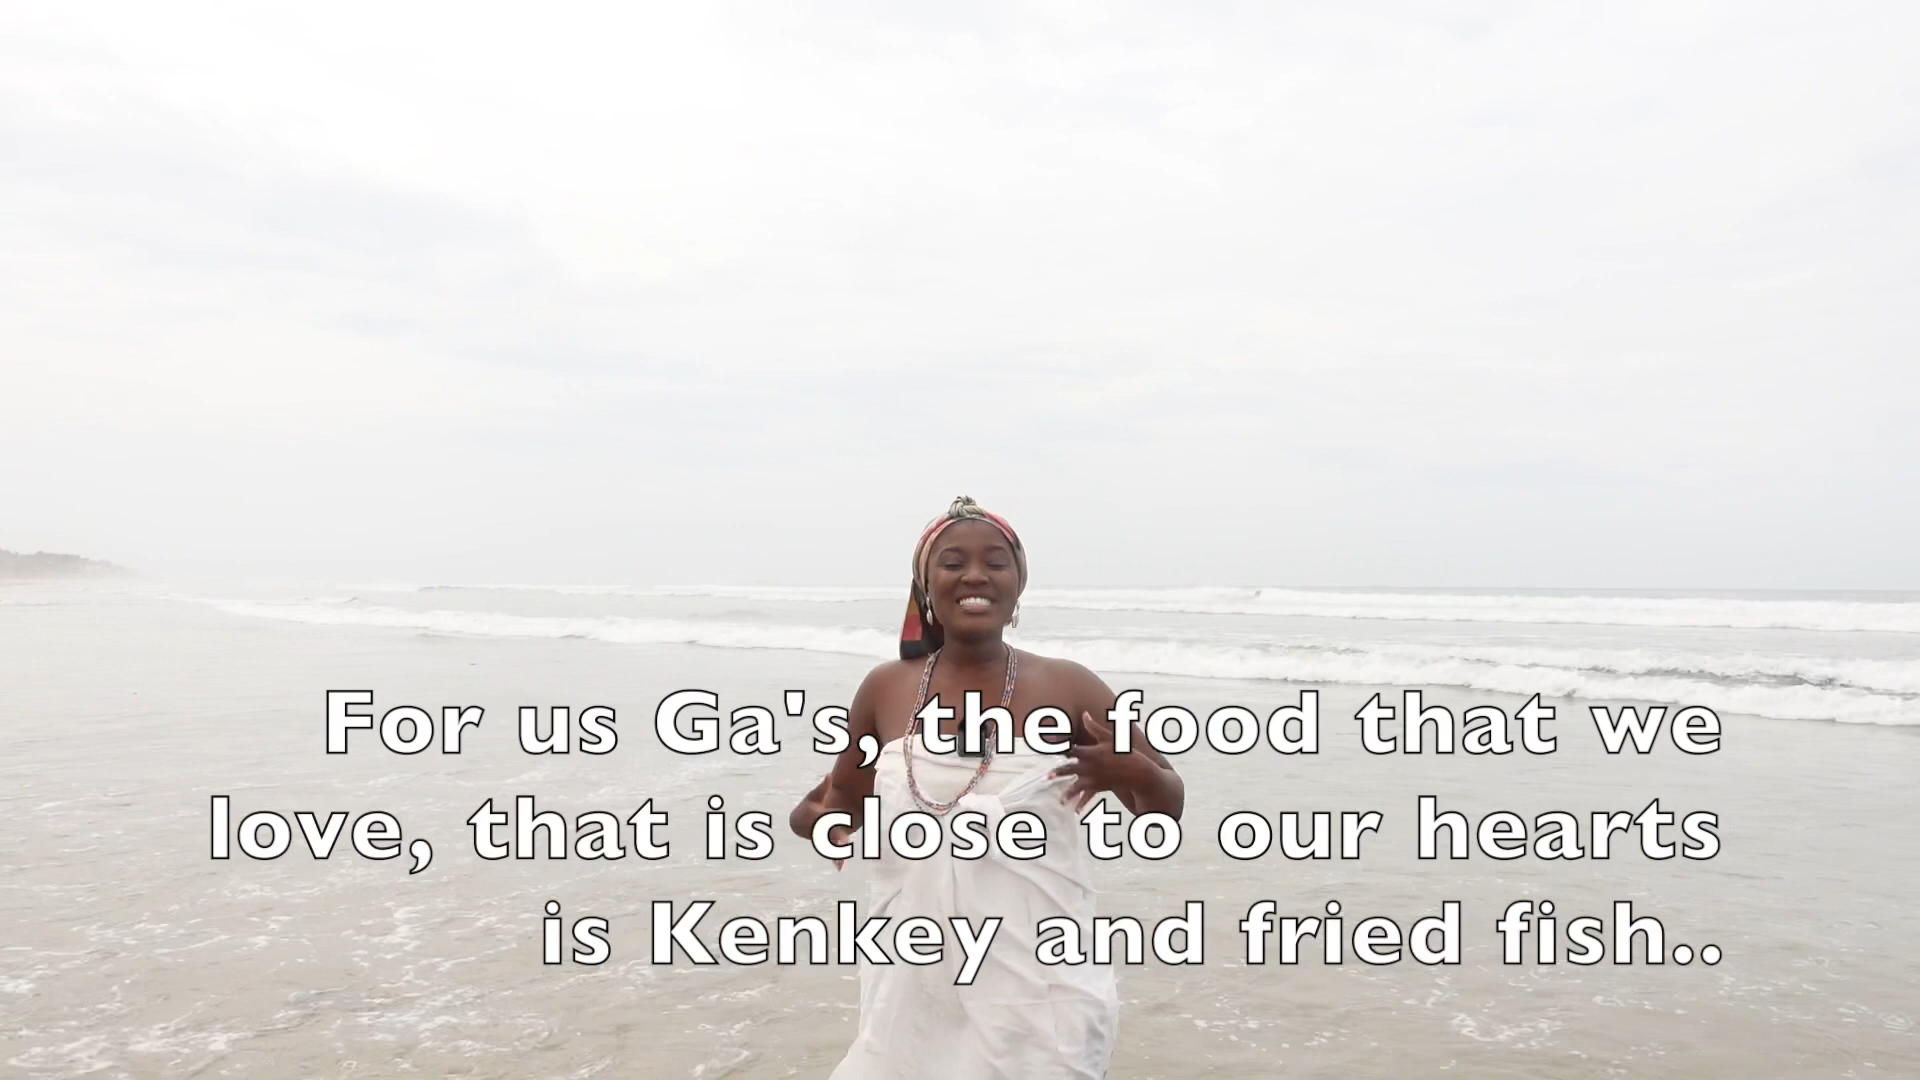 For us Ga's, the food that we
love, that is close to our hearts
is Kenkey and fried fish..